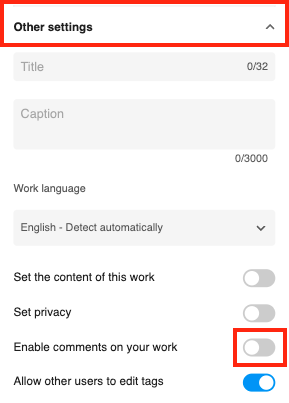 Other settings
Title 0/32
Caption
0/3000
Work language
English - Detect automatically
Set the content of this work
Set privacy
Enable comments on your work
Allow other users to edit tags